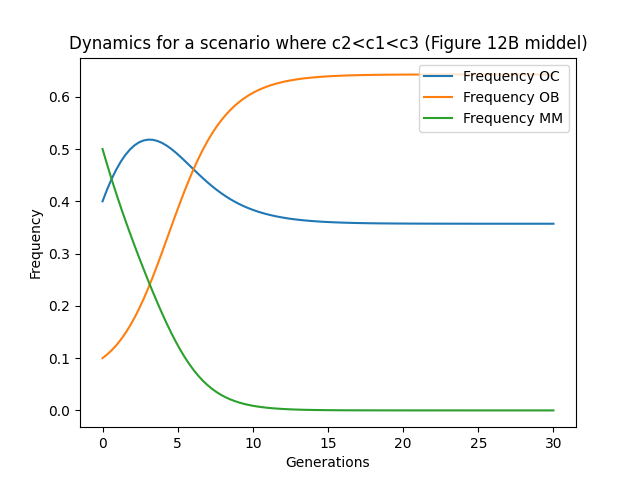 Dynamics for a scenario where c2<c1<c3 (Figure 12B middel)
Frequency OC
Frequency OB
Frequency MM
Frequency
0.6
0.5
0.4
0.3
0.2
0.1
0.0
0 5 10 15 20 25 30
Generations